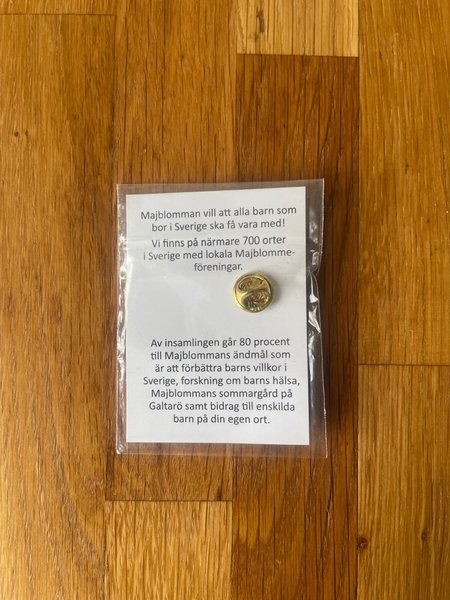 Majblomman vill att alla barn som
bor i Sverige ska få vara med!
Vi finns på närmare 700 orter
i Sverige med lokala Majblomme-
föreningar.
Av insamlingen går 80 procent
till Majblommans ändmål som
är att förbättra barns villkor i
Sverige, forskning om barns hälsa,
Majblommans sommargård på
Galtarö samt bidrag till enskilda
barn på din egen ort.